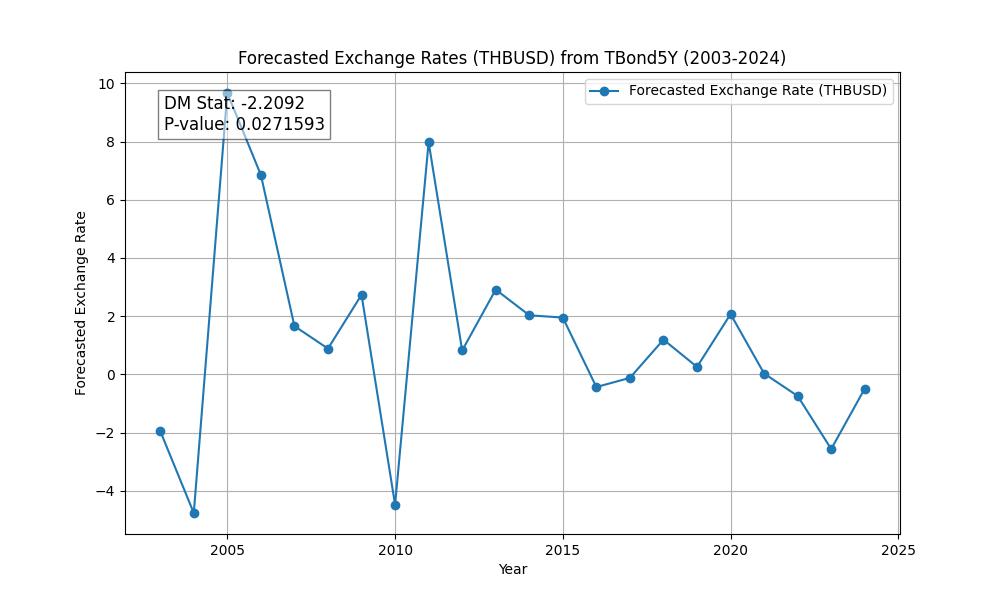 Forecasted Exchange Rates (THBUSD) from TBond5Y (2003-2024)
DM Stat: -2.2092
P-value: 0.0271593
Forecasted Exchange Rate (THBUSD)
Forecasted Exchange Rate
10
8
6
4
2
0
−2
−4
2005
2010
2015
2020
2025
Year